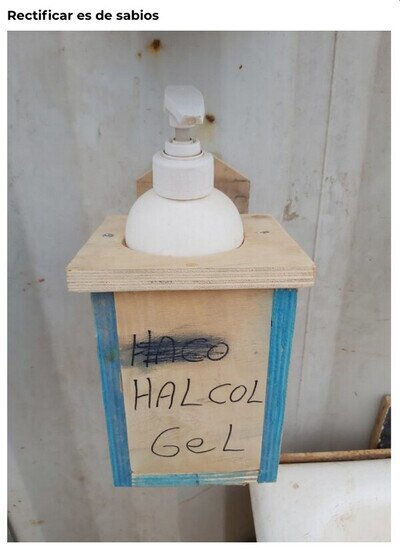 Rectificar es de sabios
HACO
HALCOL
GeL